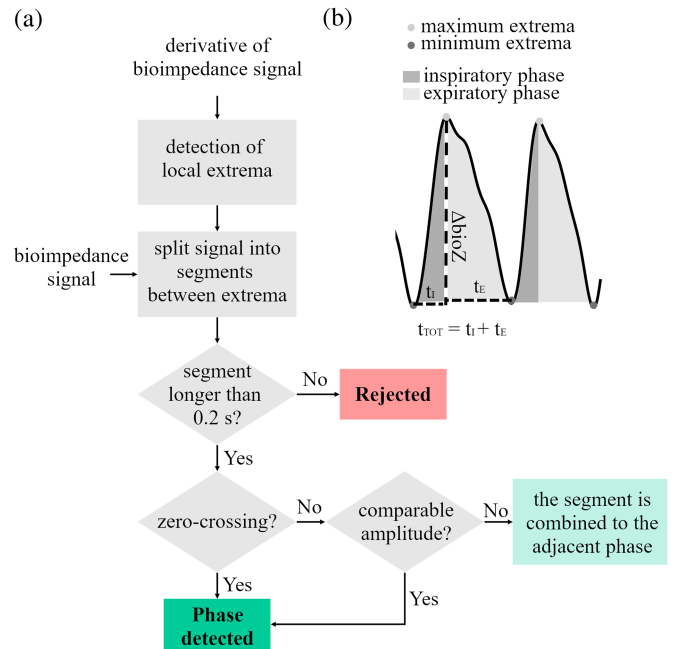 (a)
derivative of
bioimpedance signal
detection of
local extrema
bioimpedance
signal
split signal into
segments
between extrema
segment
longer than
0.2 s?
No
Rejected
Yes
zero-crossing?
No
comparable
amplitude?
No
the segment is
combined to the
adjacent phase
Yes
Yes
Phase
detected
(b)
maximum extrema
minimum extrema
inspiratory phase
expiratory phase
ΔbioZ
tI
tE
tTOT = tI + tE